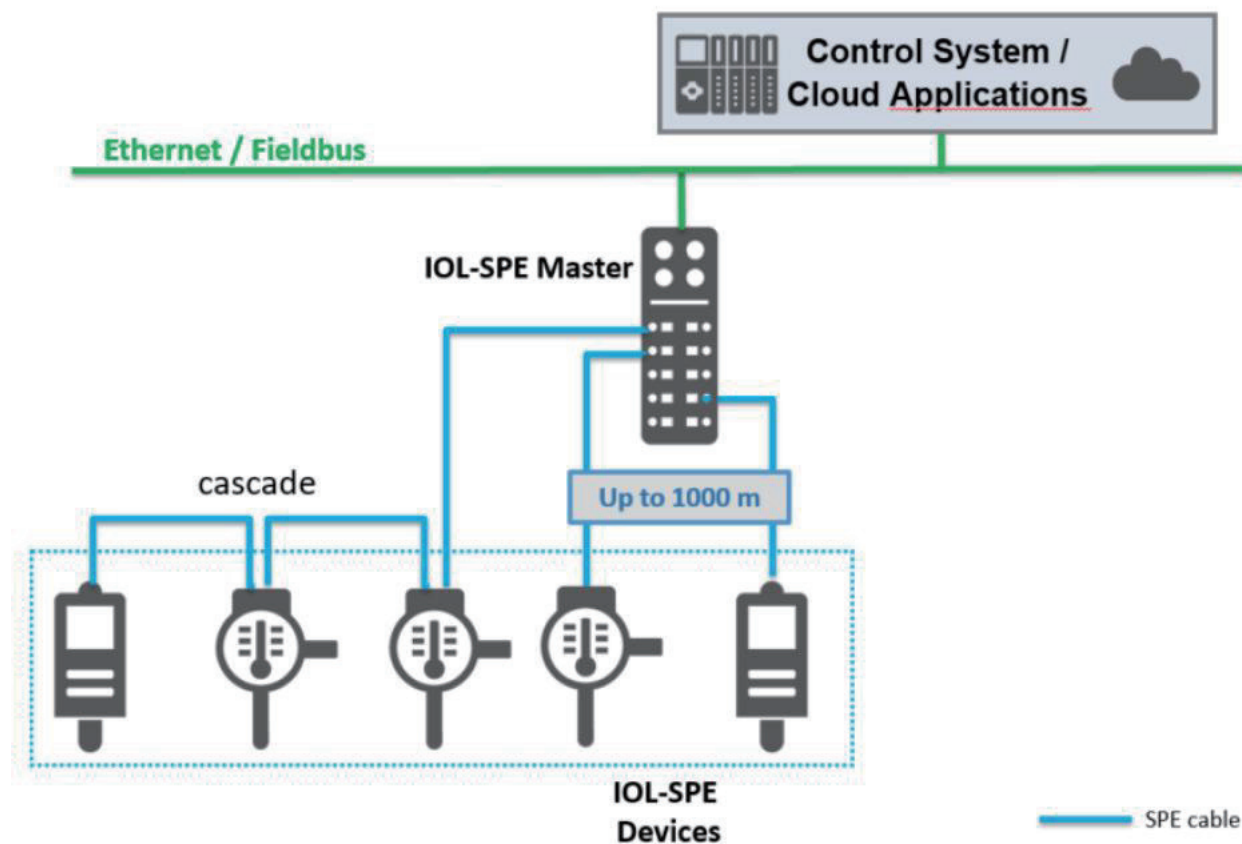 Control System /
Cloud Applications
Ethernet / Fieldbus
IOL-SPE Master
cascade
Up to 1000 m
IOL-SPE
Devices
SPE cable